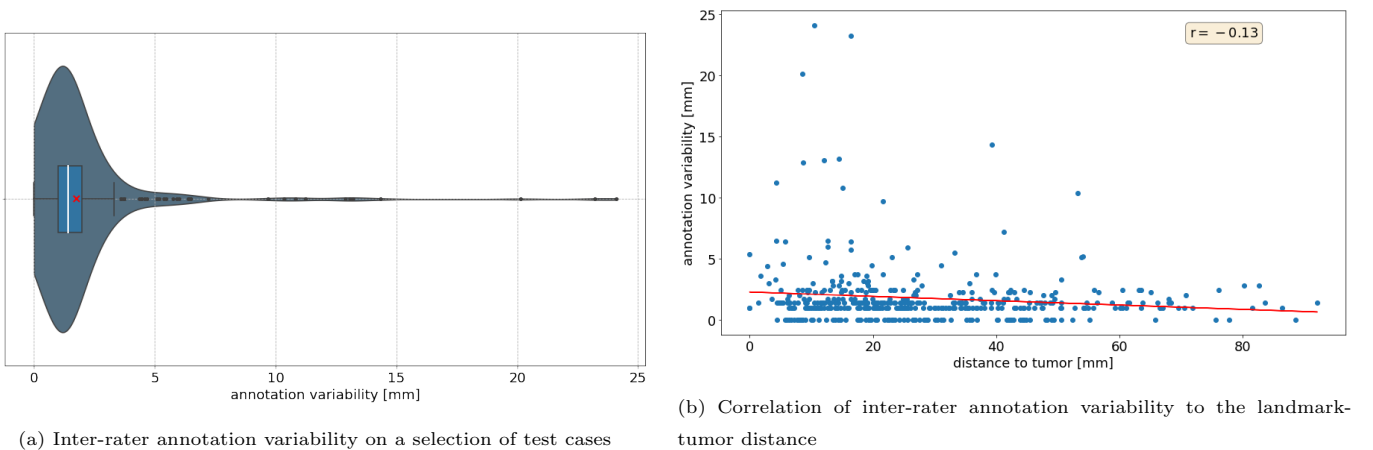 0
5
10
15
20
25
annotation variability [mm]
(a) Inter-rater annotation variability on a selection of test cases
25
20
15
10
5
0
annotation variability [mm]
r = −0.13
0
20
40
60
80
distance to tumor [mm]
(b) Correlation of inter-rater annotation variability to the landmark-
tumor distance